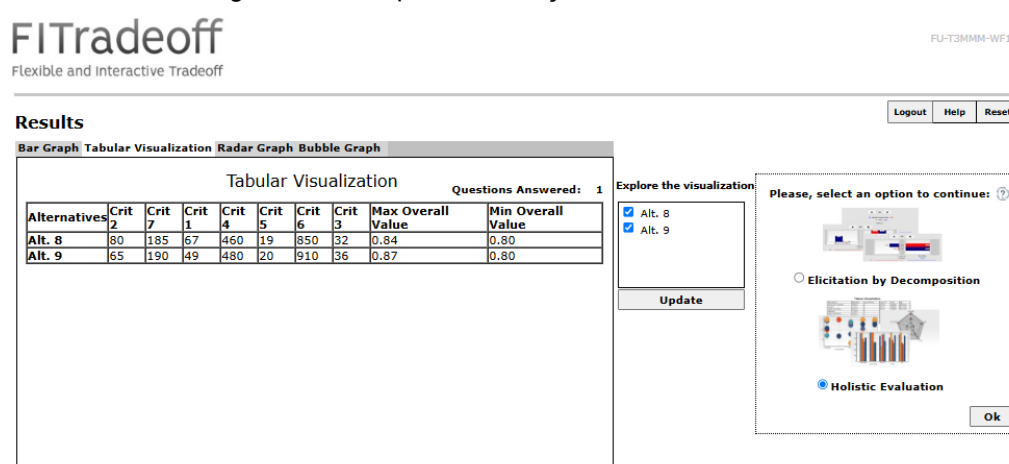 FITradeoff
FU-T3MMM-WF1
Flexible and Interactive Tradeoff
Logout Help Reset
Results
Bar Graph Tabular Visualization Radar Graph Bubble Graph
Tabular Visualization
Questions Answered: 1
Alternatives Crit 2 Crit 7 Crit 1 Crit 4 Crit 5 Crit 6 Crit 3 Max Overall Value Min Overall Value
Alt. 8 80 185 67 460 19 850 32 0.84 0.80
Alt. 9 65 190 49 480 20 910 36 0.87 0.80
Explore the visualization
Alt. 8
Alt. 9
Update
Please, select an option to continue: ?
Elicitation by Decomposition
Holistic Evaluation
Ok